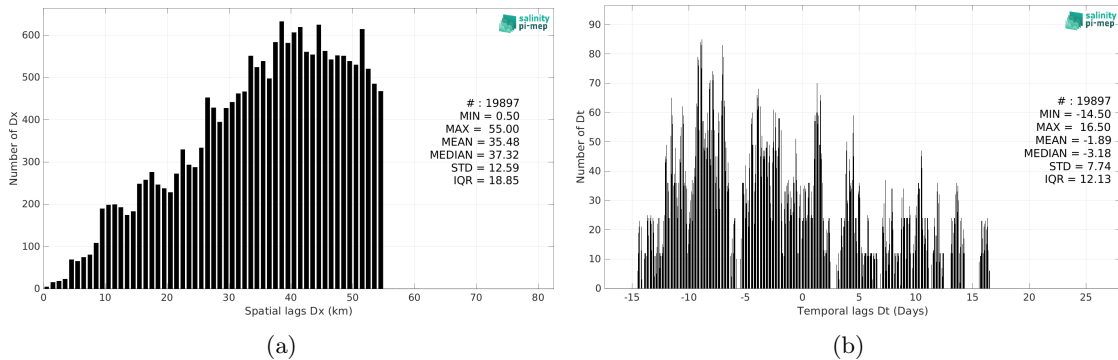 salinity
pi-mep
600
500
400
300
200
100
0
Number of Dx
# : 19897
MIN = 0.50
MAX = 55.00
MEAN = 35.48
MEDIAN = 37.32
STD = 12.59
IQR = 18.85
0 10 20 30 40 50 60 70 80
Spatial lags Dx (km)
(a)
salinity
pi-mep
90
80
70
60
50
40
30
20
10
0
Number of Dt
# : 19897
MIN = -14.50
MAX = 16.50
MEAN = -1.89
MEDIAN = -3.18
STD = 7.74
IQR = 12.13
-15 -10 -5 0 5 10 15 20 25
Temporal lags Dt (Days)
(b)